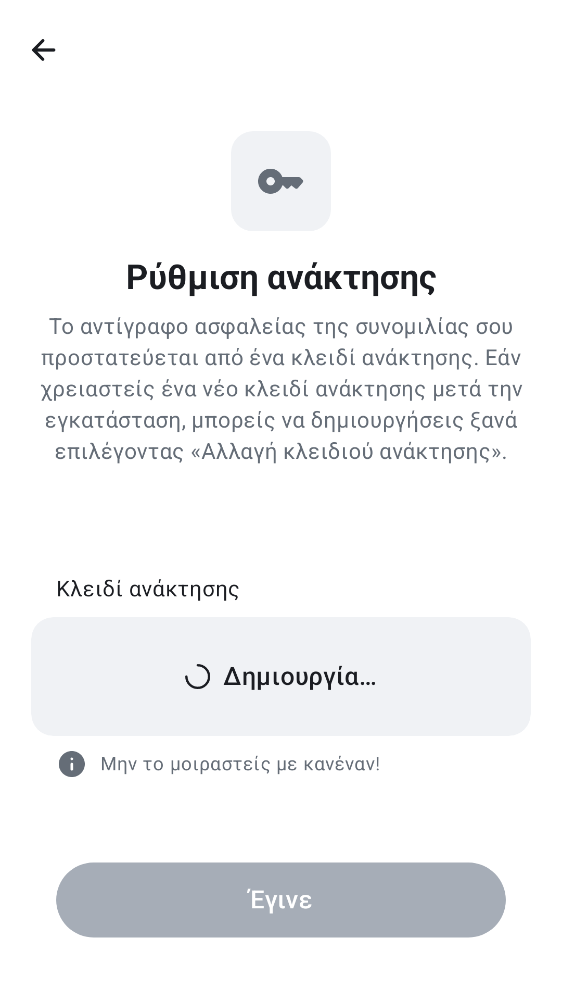 Ρύθμιση ανάκτησης
Το αντίγραφο ασφαλείας της συνομιλίας σου
προστατεύεται από ένα κλειδί ανάκτησης. Εάν
χρειαστείς ένα νέο κλειδί ανάκτησης μετά την
εγκατάσταση, μπορείς να δημιουργήσεις ξανά
επιλέγοντας «Αλλαγή κλειδιού ανάκτησης».
Κλειδί ανάκτησης
Δημιουργία…
Μην το μοιραστείς με κανέναν!
Έγινε